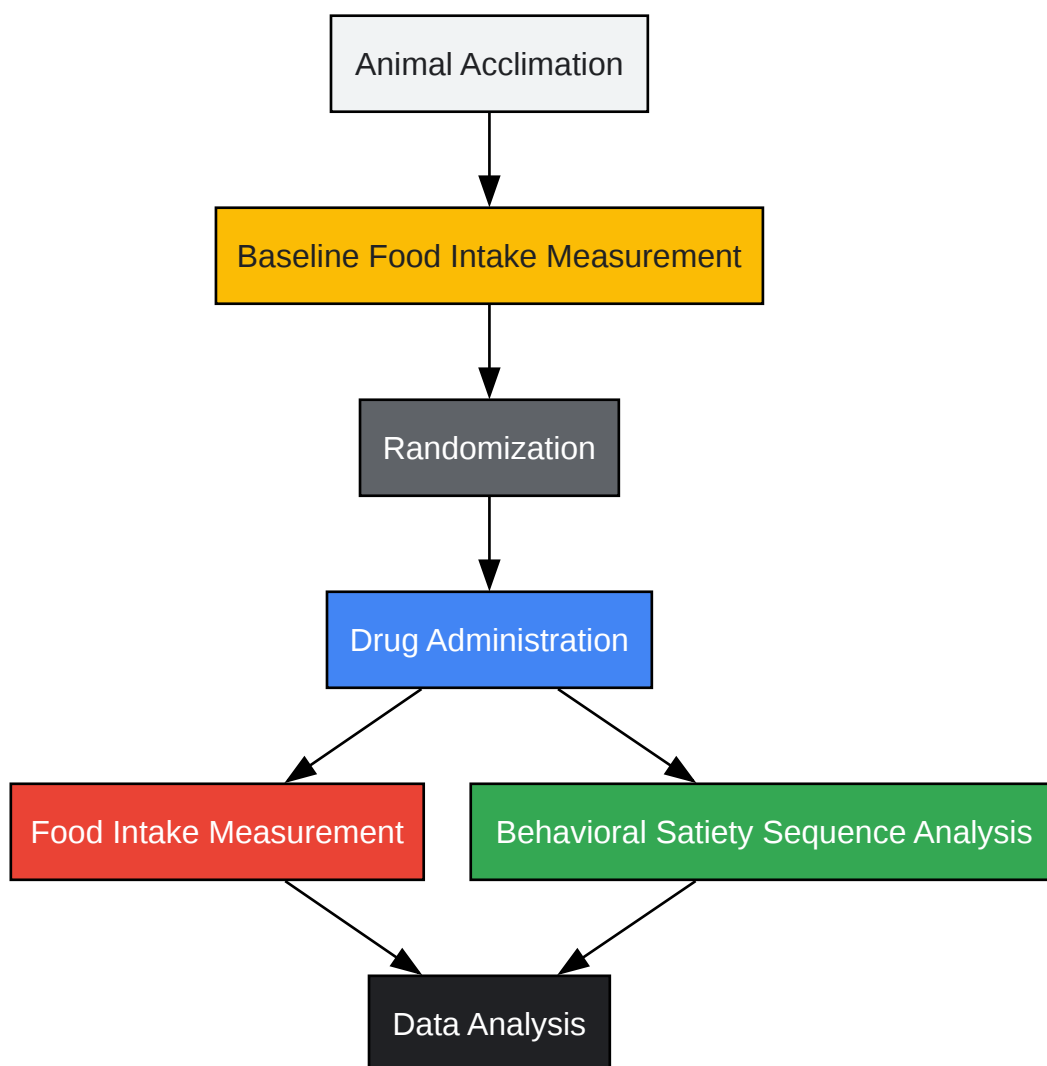 Animal Acclimation
Baseline Food Intake Measurement
Randomization
Drug Administration
Food Intake Measurement
Behavioral Satiety Sequence Analysis
Data Analysis